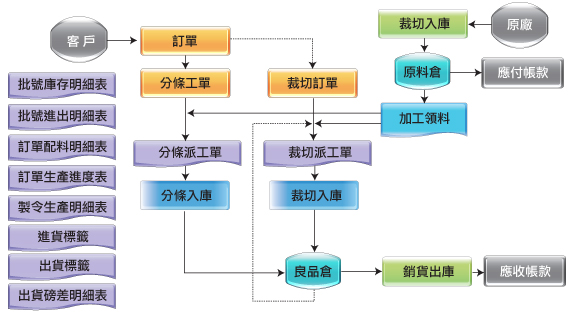 裁切入庫
原廠
客戶
訂單
原料倉
應付帳款
分條工單
裁切訂單
批號庫存明細表
批號進出明細表
加工領料
訂單配料明細表
分條派工單
裁切派工單
訂單生產進度表
分條入庫
裁切入庫
製令生產明細表
進貨標籤
出貨標籤
良品倉
銷貨出庫
應收帳款
出貨磅差明細表